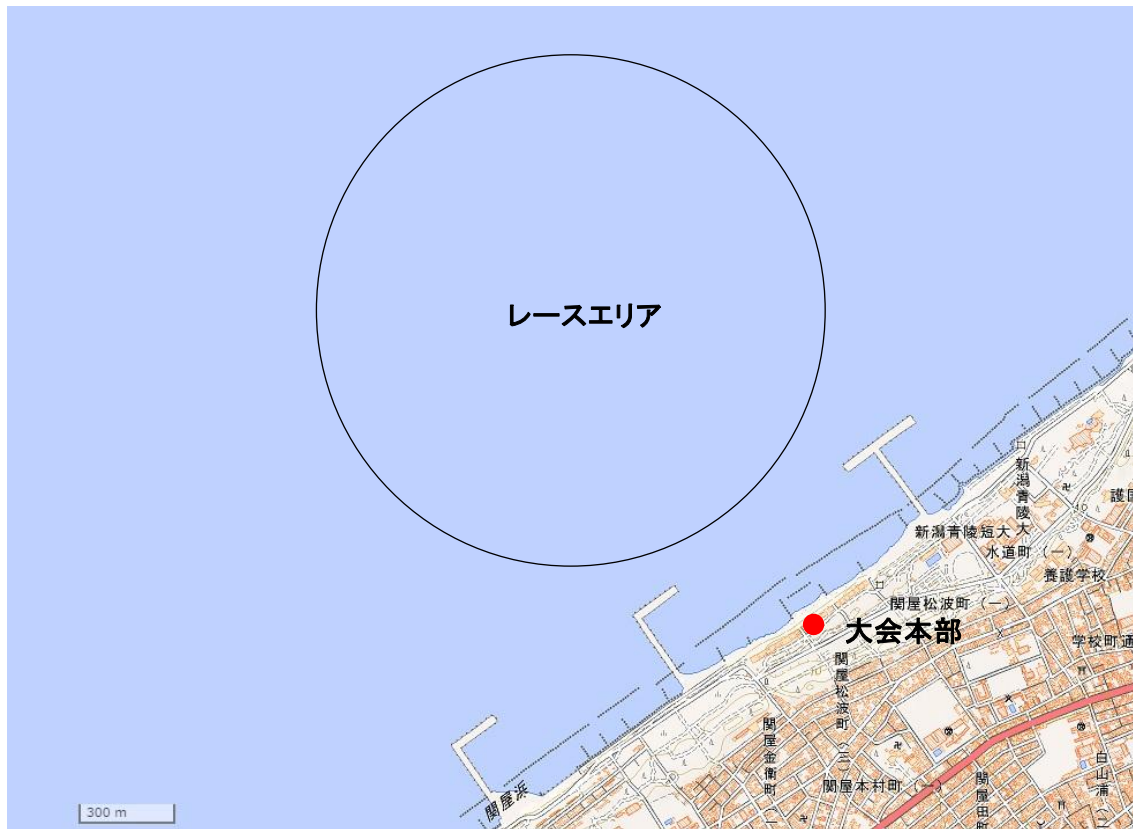 レースエリア
新潟青陵大
護国
新潟青陵短大
水道町(一)
養護学校
関屋松波町(一)
大会本部
学校町通
関屋松波町(三)
関屋金衛町(一
関屋本村町(一)
白山浦(二
関屋田町
関屋浜
300 m